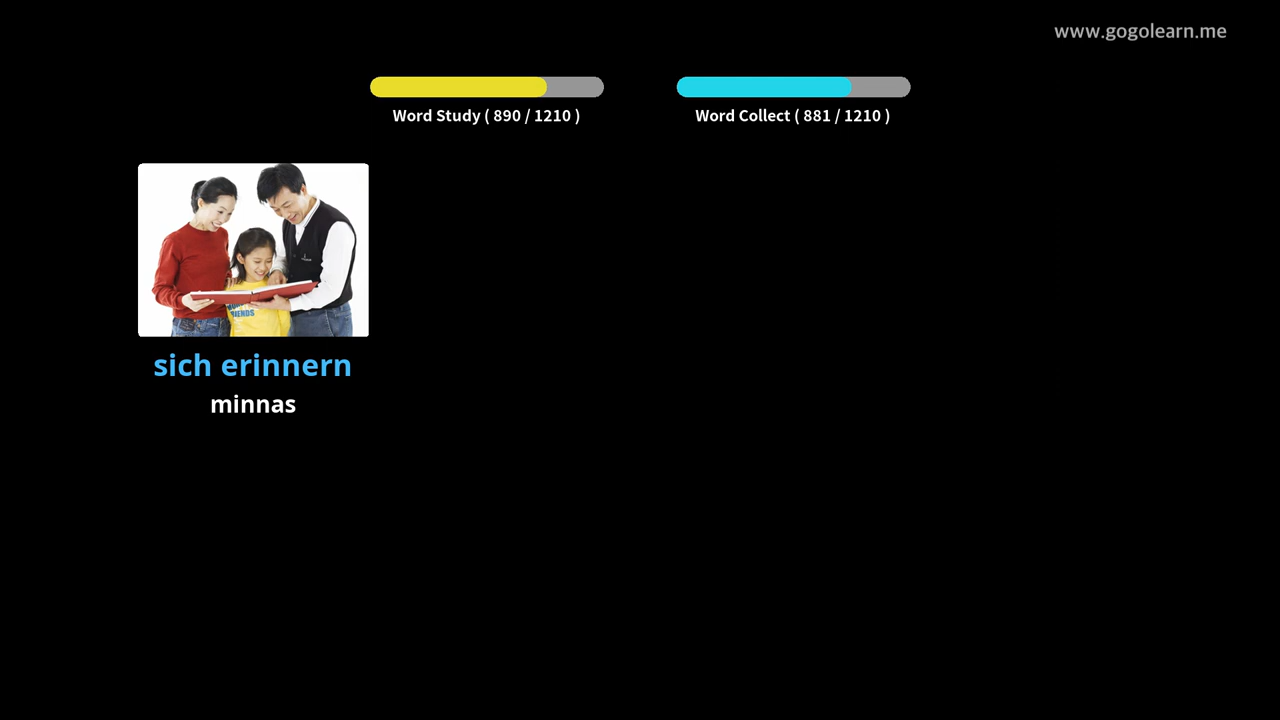 www.gogolearn.me
Word Study ( 890 / 1210 )
Word Collect ( 881 / 1210 )
sich erinnern
minnas